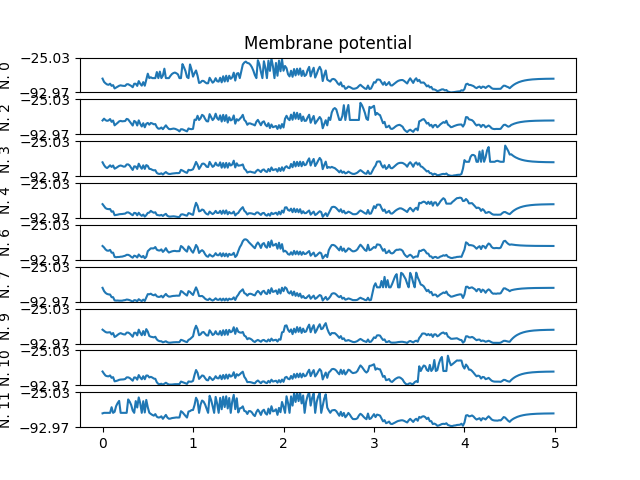 Membrane potential
−25.03
N. 0
−92.97
−25.03
N. 2
−92.97
−25.03
N. 3
−92.97
−25.03
N. 4
−92.97
−25.03
N. 6
−92.97
−25.03
N. 7
−92.97
−25.03
N. 9
−92.97
−25.03
N. 10
−92.97
−25.03
N. 11
−92.97
0 1 2 3 4 5